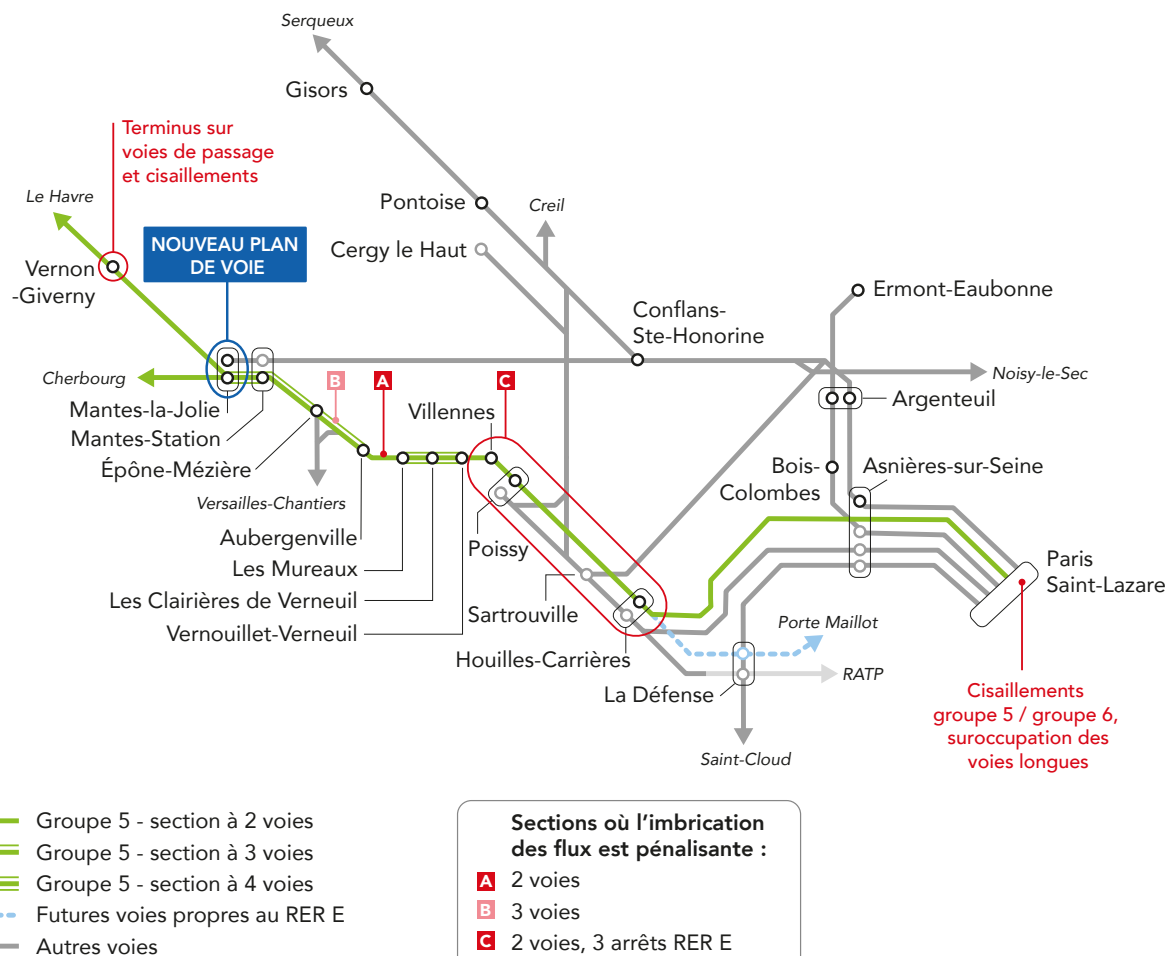 Serqueux
Gisors
Terminus sur
voies de passage
et cisaillements
Le Havre
Pontoise
Creil
NOUVEAU PLAN
DE VOIE
Cergy le Haut
Vernon
-Giverny
Ermont-Eaubonne
Conflans-
Ste-Honorine
Cherbourg
B
A
C
Noisy-le-Sec
Mantes-la-Jolie
Villennes
Argenteuil
Mantes-Station
Épône-Mézière
Bois-
Colombes
Asnières-sur-Seine
Versailles-Chantiers
Aubergenville
Poissy
Paris
Saint-Lazare
Les Mureaux
Les Clairières de Verneuil
Sartrouville
Vernouillet-Verneuil
Porte Maillot
Houilles-Carrières
RATP
La Défense
Cisaillements
groupe 5 / groupe 6,
suroccupation des
voies longues
Saint-Cloud
Groupe 5 - section à 2 voies
Groupe 5 - section à 3 voies
Groupe 5 - section à 4 voies
Futures voies propres au RER E
Autres voies
Sections où l'imbrication
des flux est pénalisante :
A 2 voies
B 3 voies
C 2 voies, 3 arrêts RER E